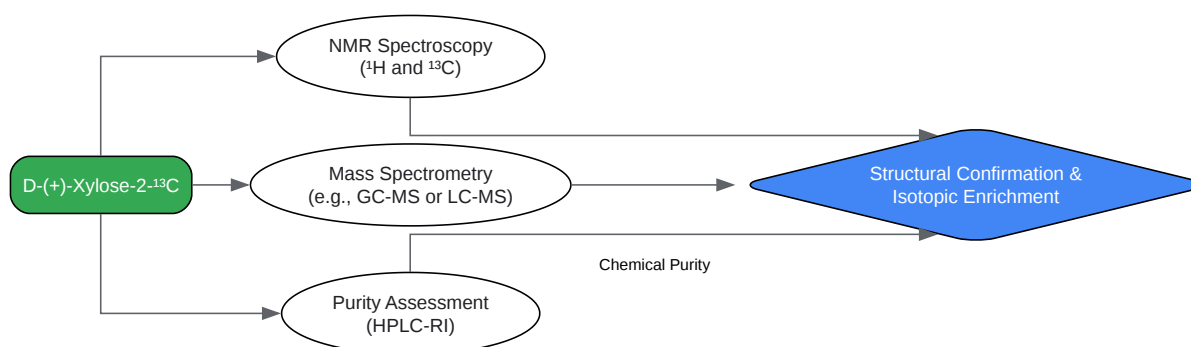 NMR Spectroscopy
(¹H and ¹³C)
D-(+)-Xylose-2-¹³C
Mass Spectrometry
(e.g., GC-MS or LC-MS)
Structural Confirmation &
Isotopic Enrichment
Chemical Purity
Purity Assessment
(HPLC-RI)